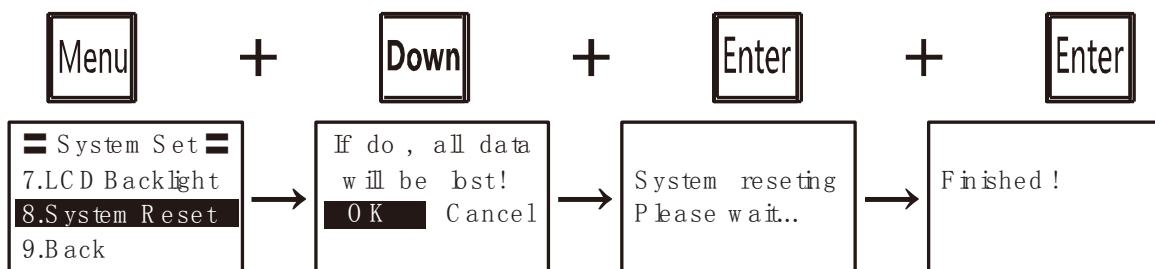 Menu + Down + Enter + Enter
System Set
7.LCD Backlight
8.System Reset
9.Back
If do , all data
will be lost!
OK Cancel
System reseting
Please wait...
Finished !